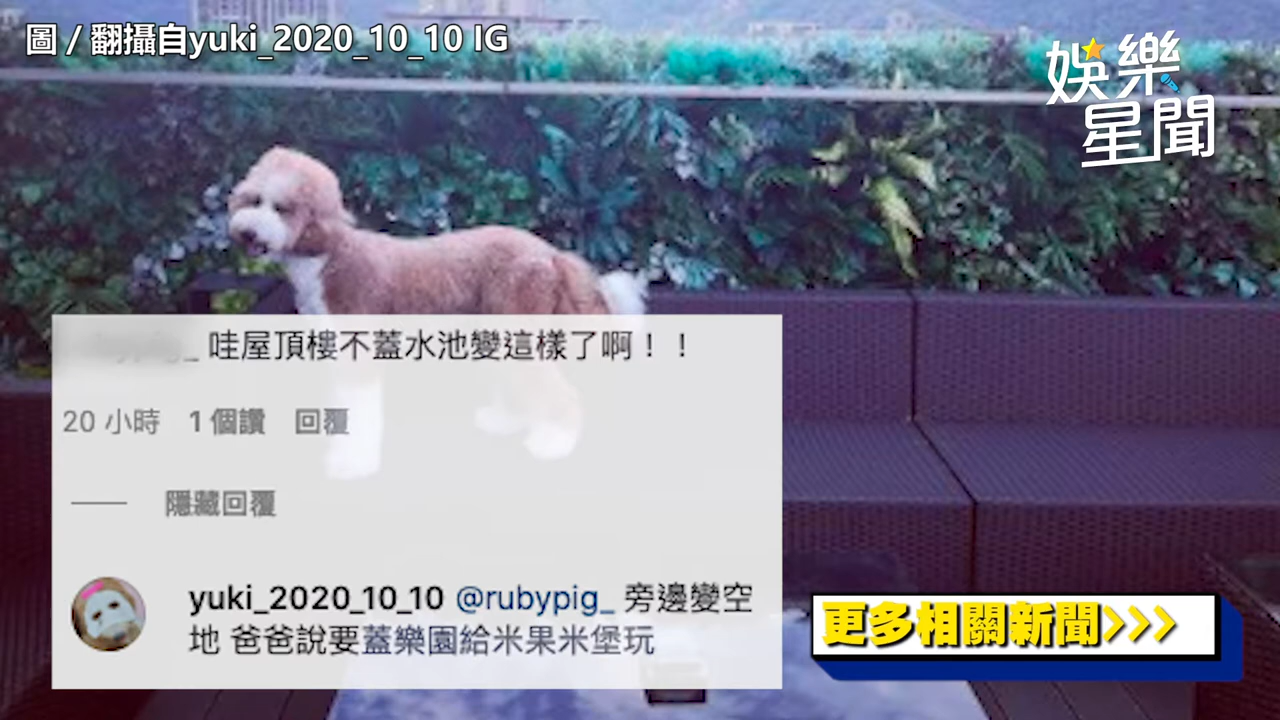 圖 / 翻攝自yuki_2020_10_10 IG
娛樂
星聞
哇屋頂樓不蓋水池變這樣了啊！！
20 小時 1 個讚 回覆
隱藏回覆
yuki_2020_10_10 @rubypig_ 旁邊變空
地 爸爸說要蓋樂園給米果米堡玩
更多相關新聞>>>